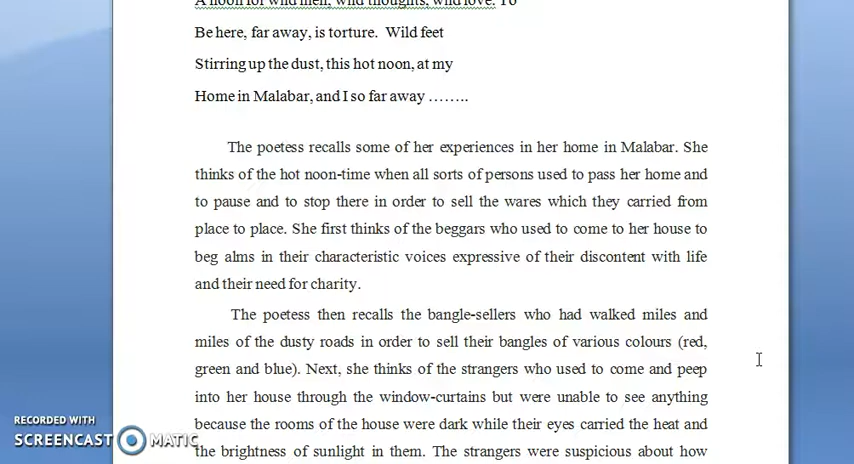 A noon for wild men, wild thoughts, wild love. To
Be here, far away, is torture.  Wild feet
Stirring up the dust, this hot noon, at my
Home in Malabar, and I so far away ……..
The poetess recalls some of her experiences in her home in Malabar. She
thinks of the hot noon-time when all sorts of persons used to pass her home and
to pause and to stop there in order to sell the wares which they carried from
place to place. She first thinks of the beggars who used to come to her house to
beg alms in their characteristic voices expressive of their discontent with life
and their need for charity.
The poetess then recalls the bangle-sellers who had walked miles and
miles of the dusty roads in order to sell their bangles of various colours (red,
green and blue). Next, she thinks of the strangers who used to come and peep
into her house through the window-curtains but were unable to see anything
because the rooms of the house were dark while their eyes carried the heat and
the brightness of sunlight in them. The strangers were suspicious about how
RECORDED WITH
SCREENCAST MATIC